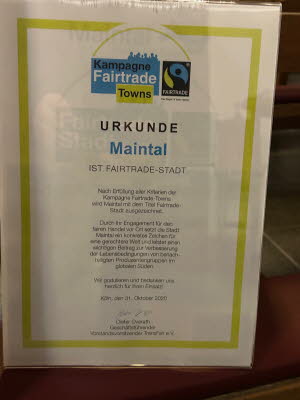 Kampagne
Fairtrade
Towns
FAIRTRADE
URKUNDE
Maintal
IST FAIRTRADE-STADT
Nach Erfüllung aller Kriterien der
Kampagne Fairtrade-Towns
wird Maintal mit dem Titel Fairtrade-
Stadt ausgezeichnet.
Durch ihr Engagement für den
fairen Handel vor Ort setzt die Stadt
Maintal ein konkretes Zeichen für
eine gerechtere Welt und leistet einen
wichtigen Beitrag zur Verbesserung
der Lebensbedingungen von benach-
teiligten Produzentengruppen im
globalen Süden.
Wir gratulieren und bedanken uns
herzlich für Ihren Einsatz!
Köln, den 31. Oktober 2020
Dieter Overath
Geschäftsführender
Vorstandsvorsitzender TransFair e.V.